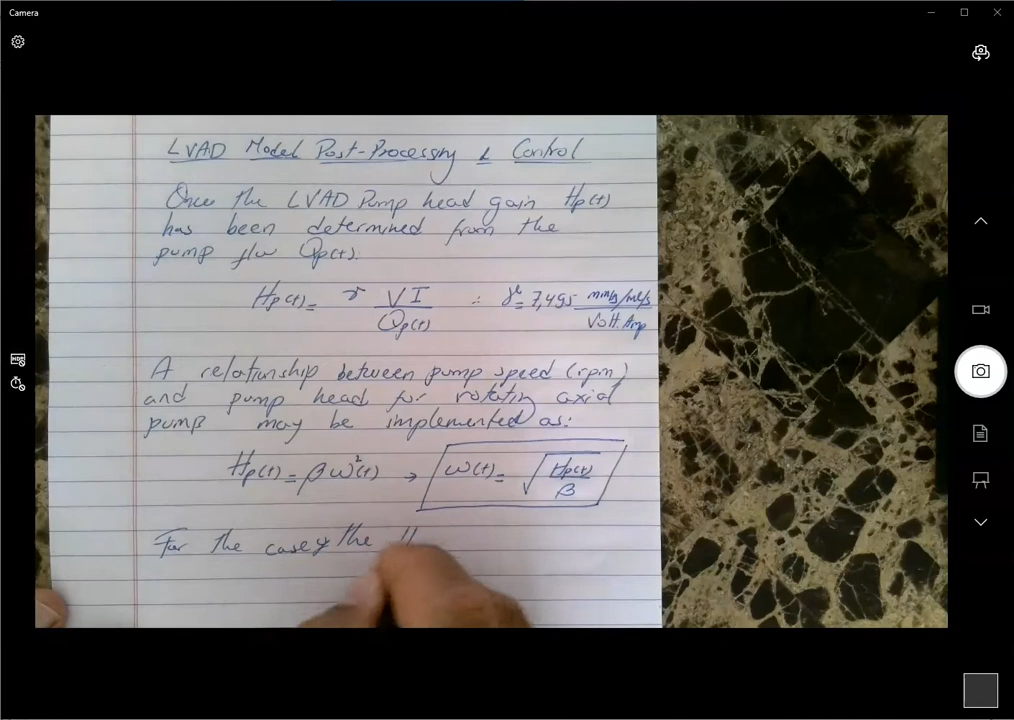 Camera
LVAD Model Post-Processing & Control
Once the LVAD Pump head gain Hp(t)
has been determined from the
pump flow Qp(t).
Hp(t) = γ VI / Qp(t) ∴ γ = 7,495 mmHg/ml/s / Volt.Amp
A relationship between pump speed (rpm)
and pump head for rotating axial
pump may be implemented as:
Hp(t) = β ω²(t) → ω(t) = √ Hp(t) / β
For the case of the